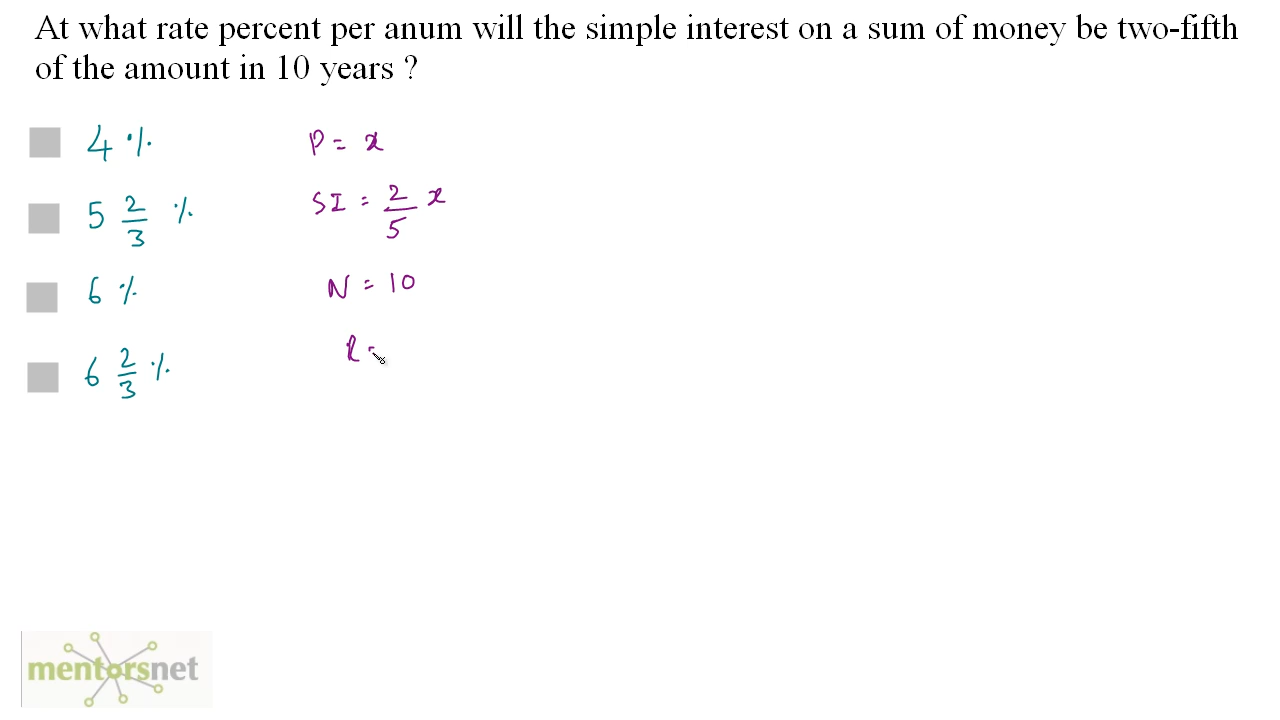 At what rate percent per anum will the simple interest on a sum of money be two-fifth
of the amount in 10 years ?
4 %
P = x
5 2/3 %
SI = 2/5 x
6 %
N = 10
R =
6 2/3 %
mentorsnet